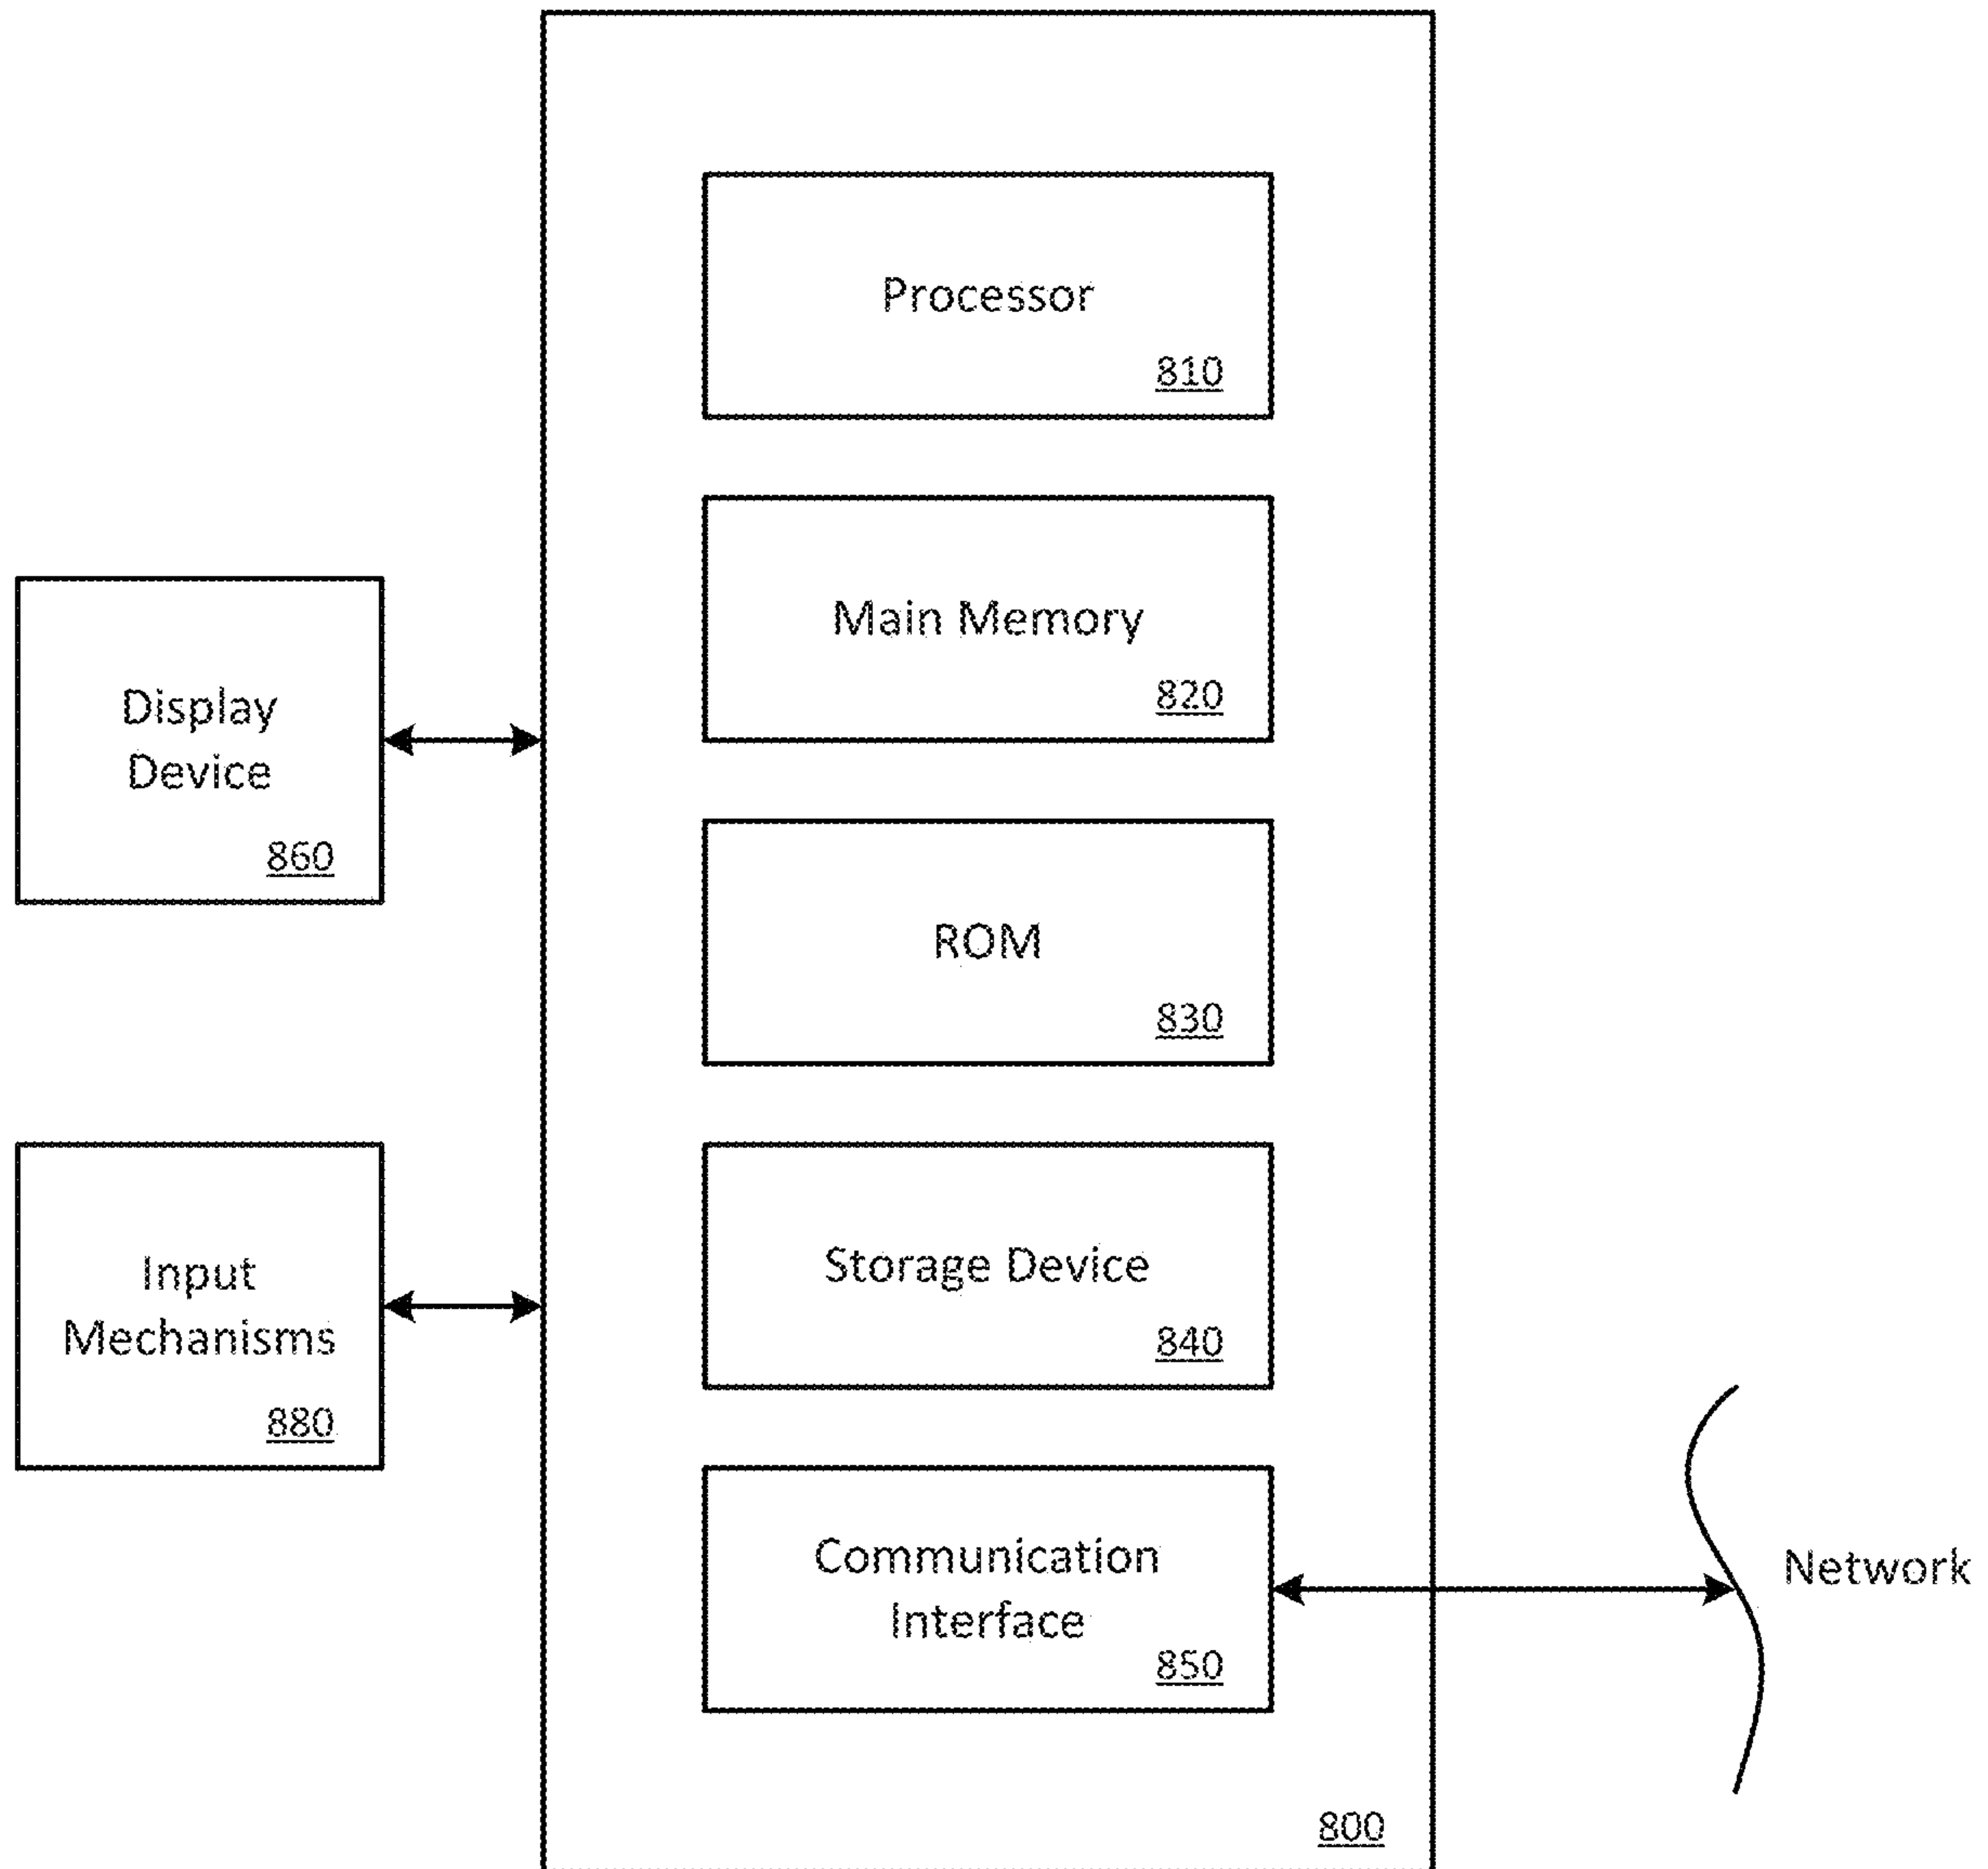 Processor
810
Main Memory
820
Display
Device
860
ROM
830
Storage Device
840
Input
Mechanisms
880
Communication
Interface
850
Network
800